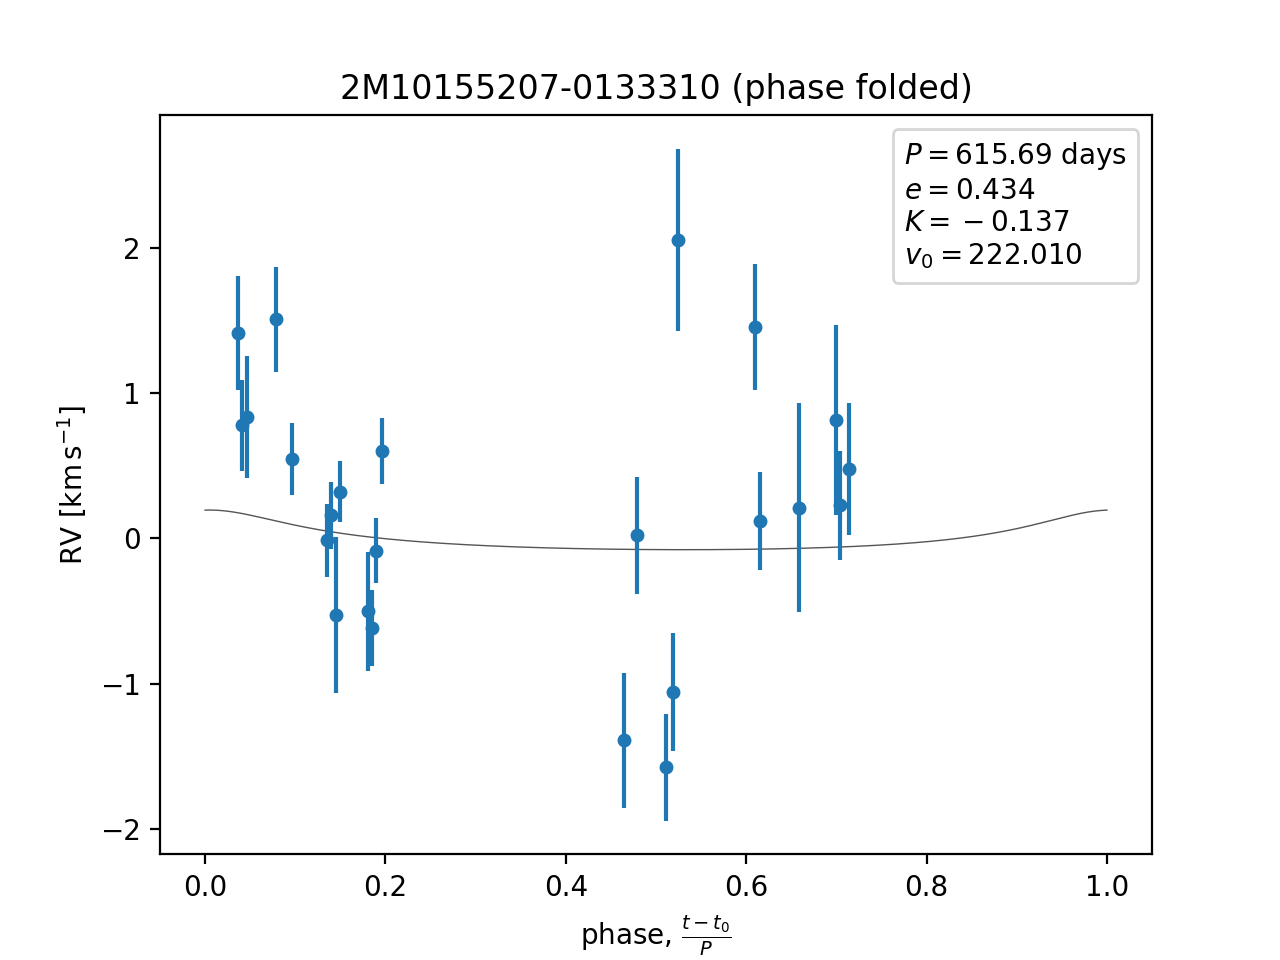 2M10155207-0133310 (phase folded)
P = 615.69 days
e = 0.434
K = −0.137
v₀ = 222.010
RV [km s⁻¹]
2
1
0
−1
−2
0.0 0.2 0.4 0.6 0.8 1.0
phase, (t − t₀)/P